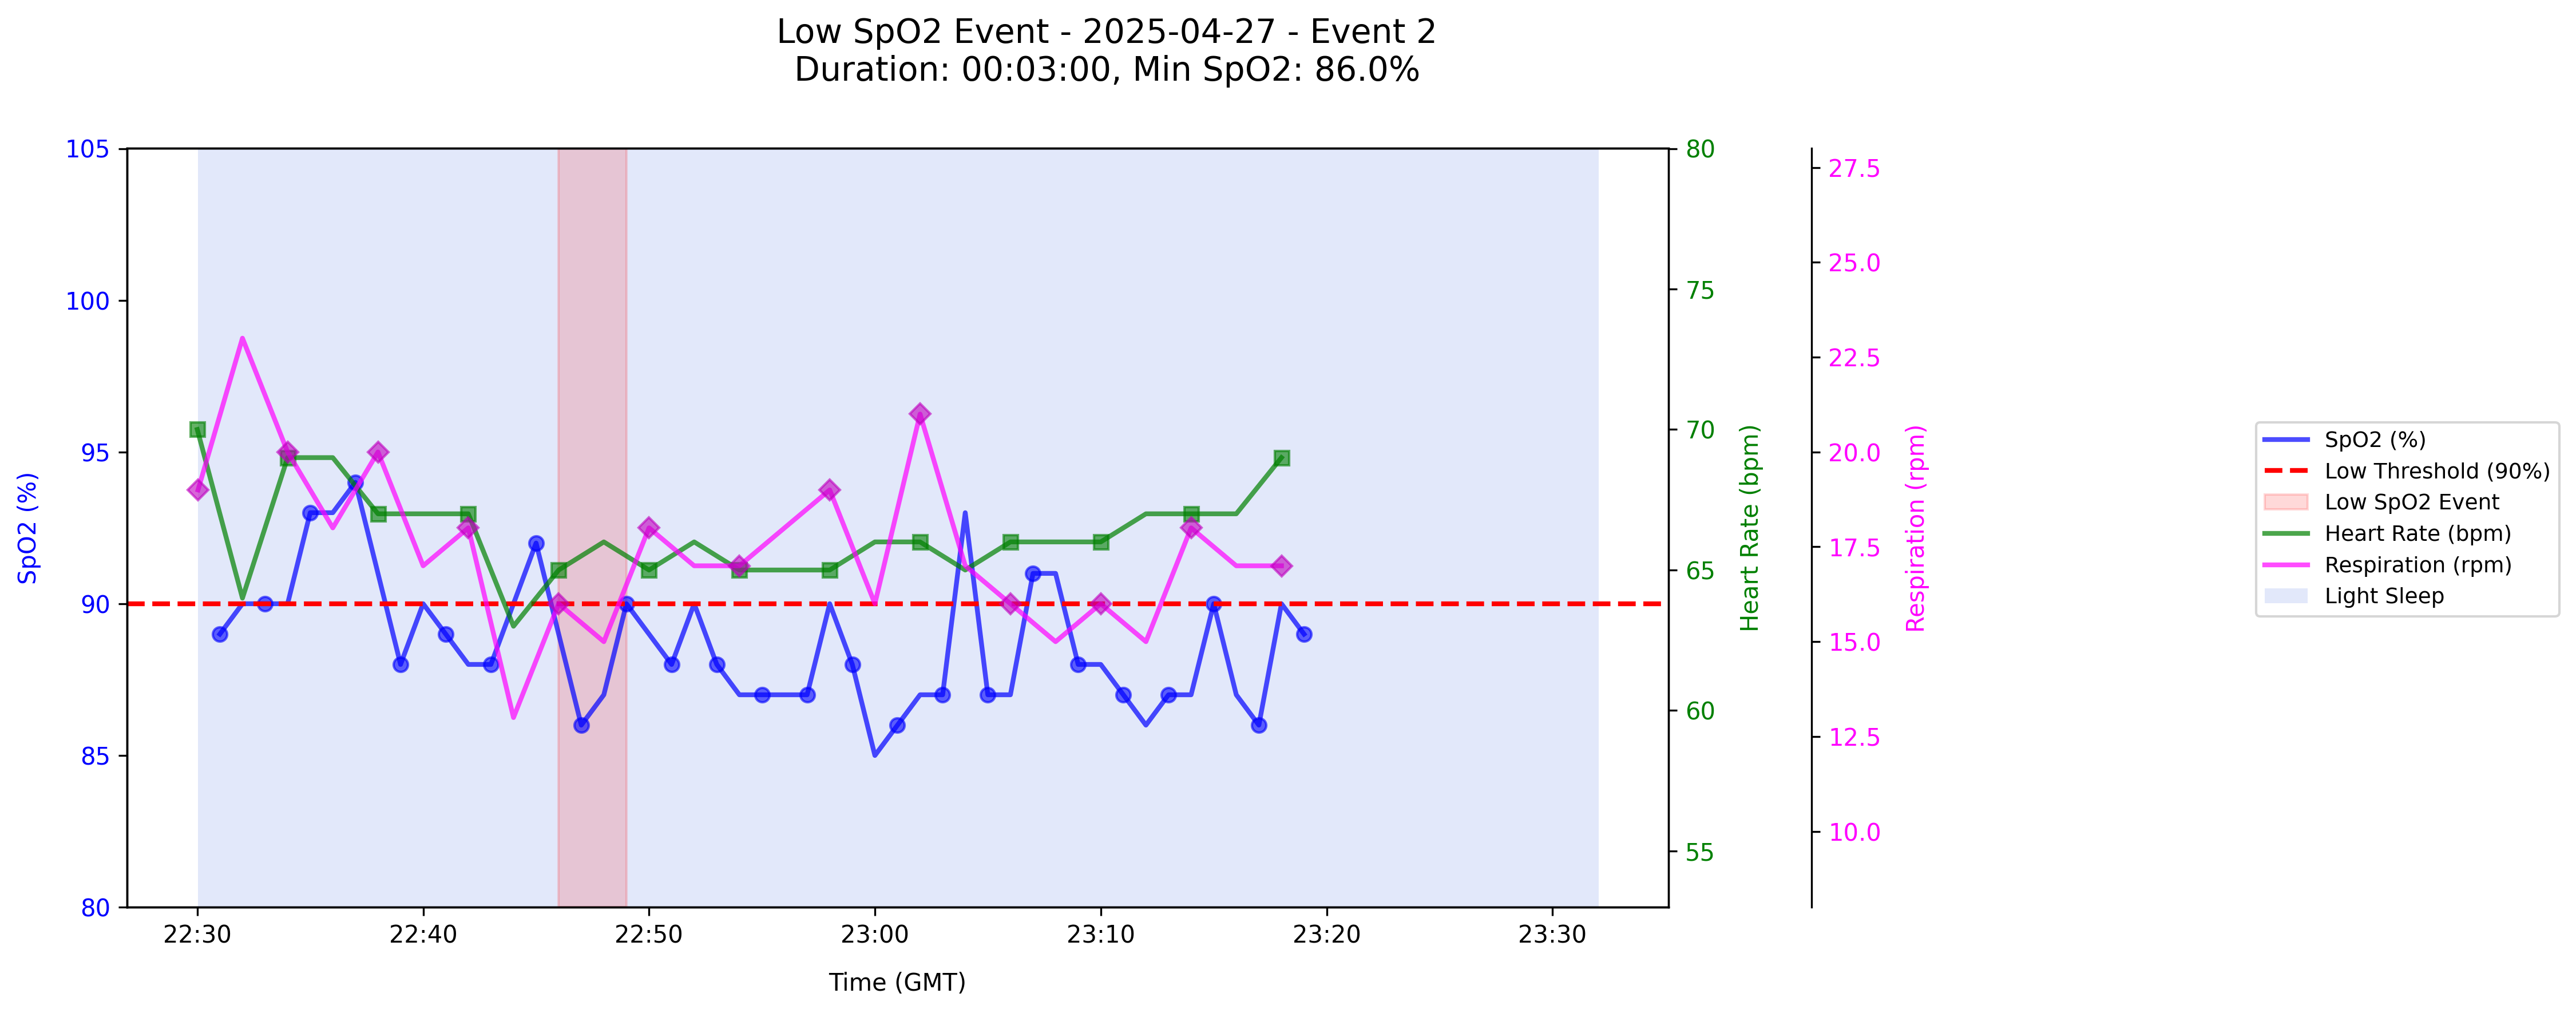 Low SpO2 Event - 2025-04-27 - Event 2
Duration: 00:03:00, Min SpO2: 86.0%
105
100
95
90
85
80
SpO2 (%)
80
75
70
65
60
55
Heart Rate (bpm)
27.5
25.0
22.5
20.0
17.5
15.0
12.5
10.0
Respiration (rpm)
SpO2 (%)
Low Threshold (90%)
Low SpO2 Event
Heart Rate (bpm)
Respiration (rpm)
Light Sleep
22:30 22:40 22:50 23:00 23:10 23:20 23:30
Time (GMT)